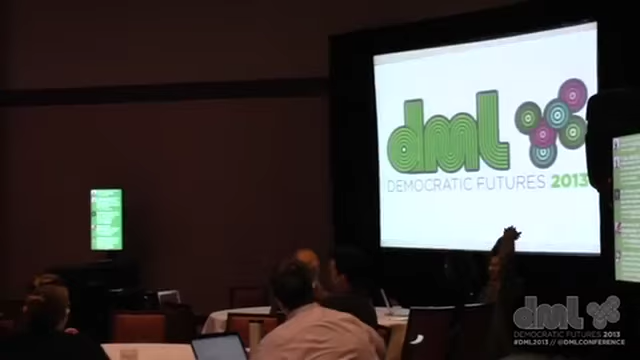 dml
DEMOCRATIC FUTURES 2013
dml
DEMOCRATIC FUTURES 2013
#DML2013 // @DMLCONFERENCE